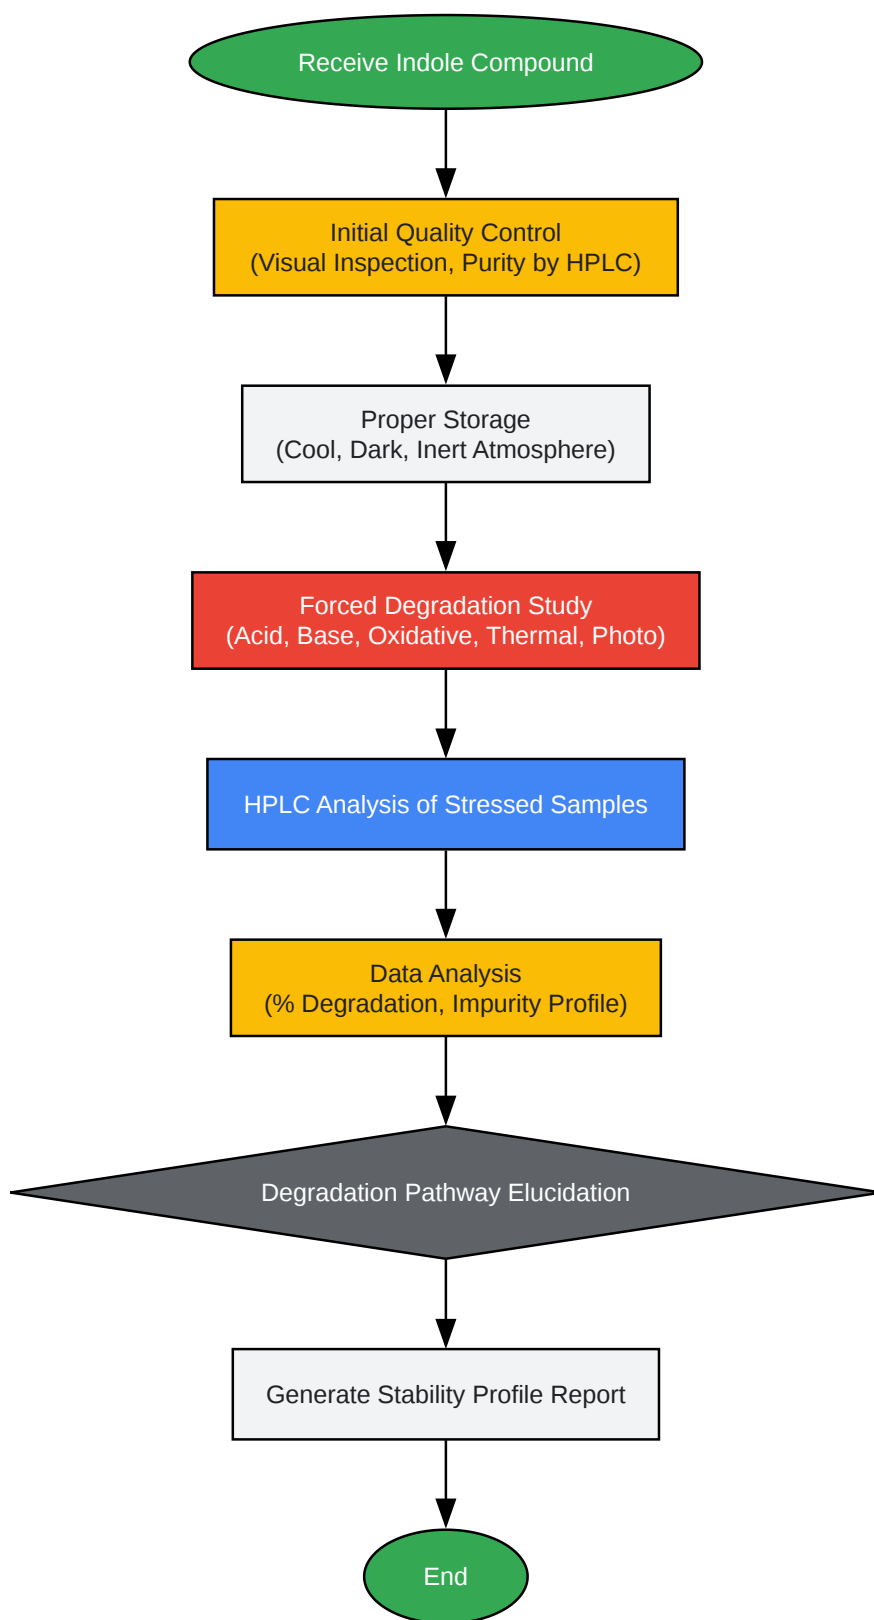 Receive Indole Compound
Initial Quality Control
(Visual Inspection, Purity by HPLC)
Proper Storage
(Cool, Dark, Inert Atmosphere)
Forced Degradation Study
(Acid, Base, Oxidative, Thermal, Photo)
HPLC Analysis of Stressed Samples
Data Analysis
(% Degradation, Impurity Profile)
Degradation Pathway Elucidation
Generate Stability Profile Report
End